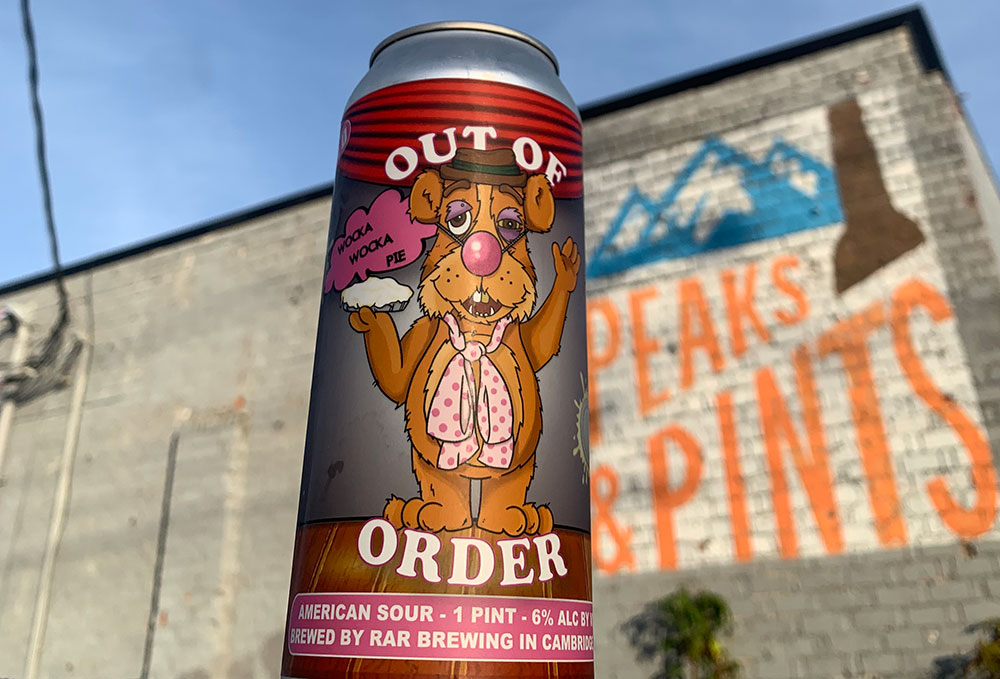 OUT OF
WOCKA
WOCKA
PIE
ORDER
AMERICAN SOUR - 1 PINT - 6% ALC BY
BREWED BY RAR BREWING IN CAMBRIDGE
PEAKS
& PINTS